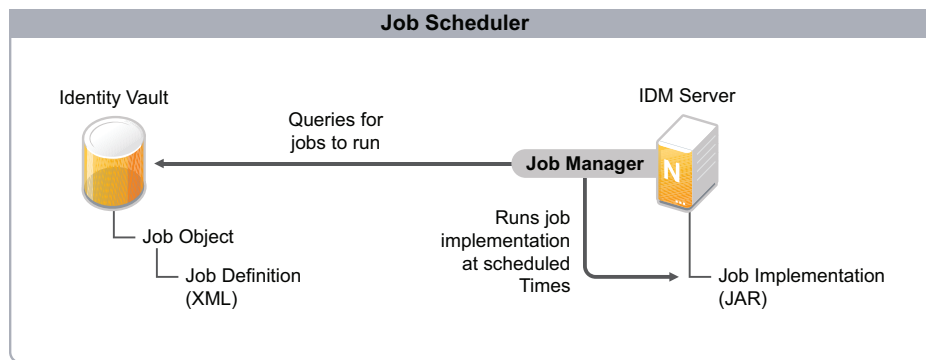 Job Scheduler
Identity Vault
IDM Server
Queries for
jobs to run
Job Manager
N
Runs job
implementation
at scheduled
Times
Job Object
Job Definition
(XML)
Job Implementation
(JAR)